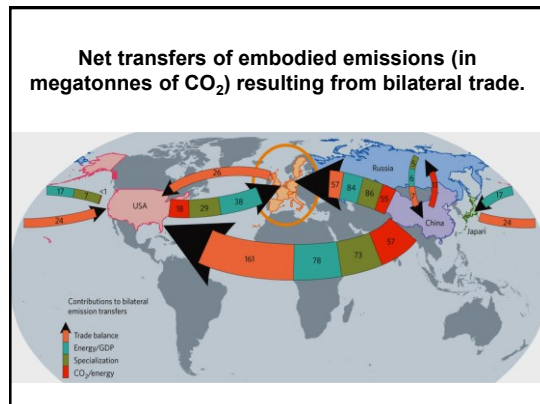 Net transfers of embodied emissions (in
megatonnes of CO₂) resulting from bilateral trade.
26
Russia
17
7
<1
USA
18
29
38
57
84
86
55
17
24
China
Japan
24
57
161
78
73
Contributions to bilateral
emission transfers
Trade balance
Energy/GDP
Specialization
CO₂/energy